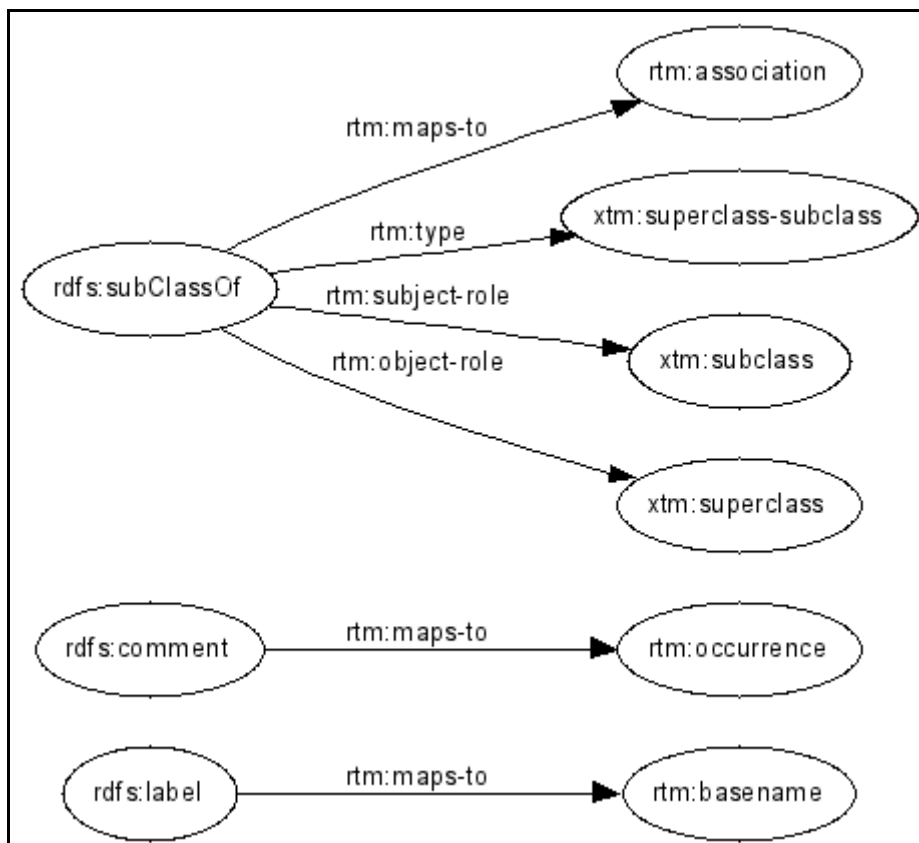 rtm:association
rtm:maps-to
xtm:superclass-subclass
rtm:type
rdfs:subClassOf
rtm:subject-role
rtm:object-role
xtm:subclass
xtm:superclass
rdfs:comment
rtm:maps-to
rtm:occurrence
rdfs:label
rtm:maps-to
rtm:basename